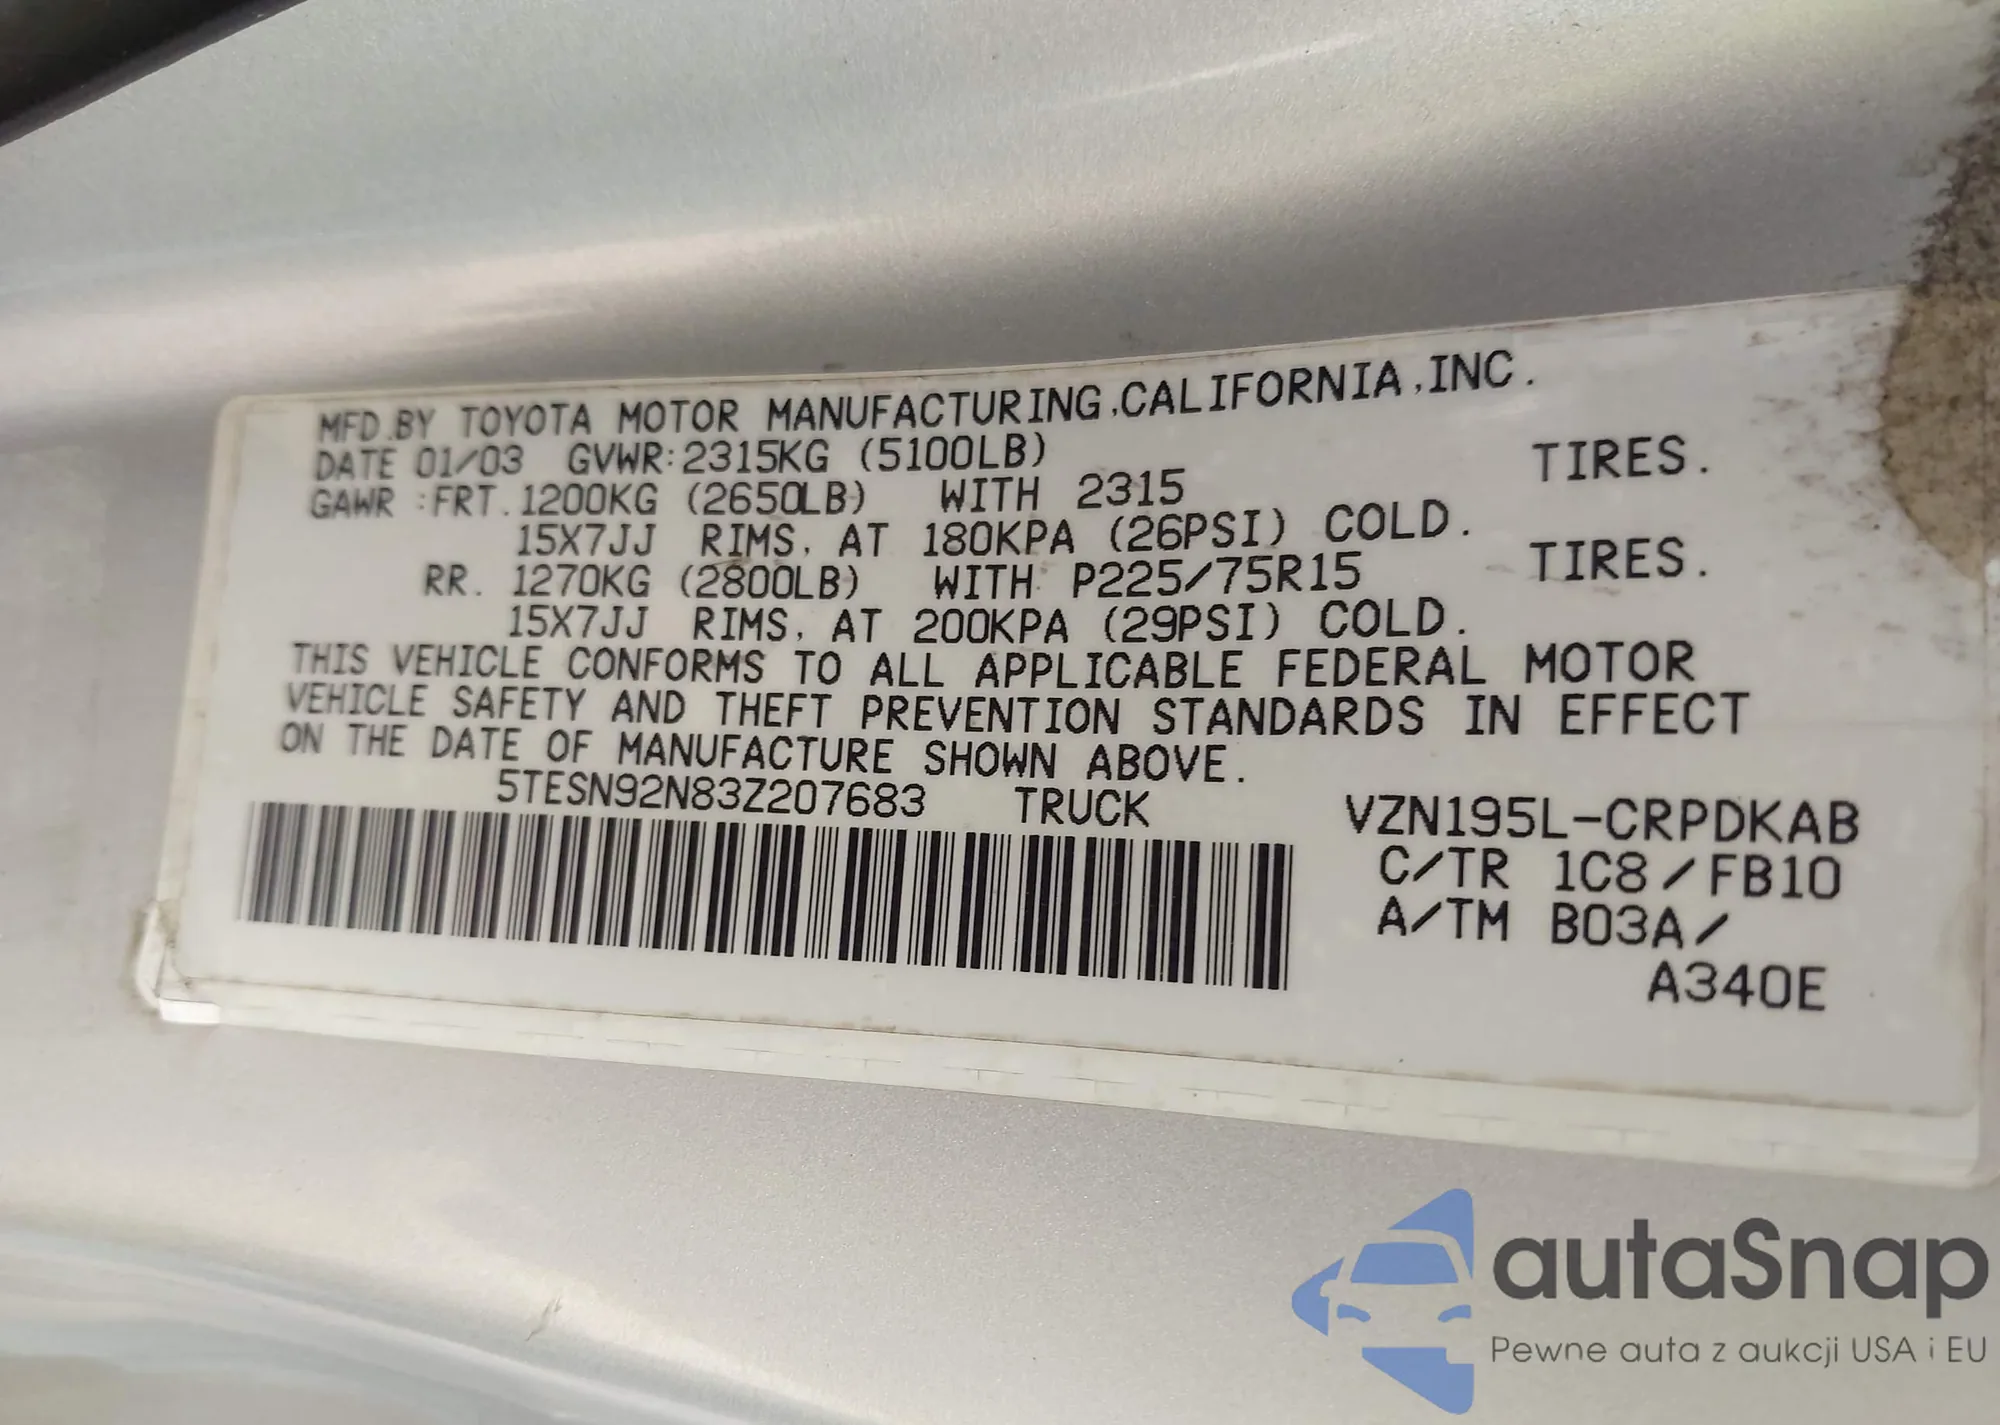 MFD.BY TOYOTA MOTOR MANUFACTURING,CALIFORNIA,INC.
DATE 01/03 GVWR:2315KG (5100LB)
GAWR :FRT. 1200KG (2650LB) WITH 2315 TIRES.
15X7JJ RIMS, AT 180KPA (26PSI) COLD.
RR. 1270KG (2800LB) WITH P225/75R15 TIRES.
15X7JJ RIMS, AT 200KPA (29PSI) COLD.
THIS VEHICLE CONFORMS TO ALL APPLICABLE FEDERAL MOTOR
VEHICLE SAFETY AND THEFT PREVENTION STANDARDS IN EFFECT
ON THE DATE OF MANUFACTURE SHOWN ABOVE.
5TESN92N83Z207683 TRUCK VZN195L-CRPDKAB
C/TR 1C8/FB10
A/TM B03A/
A340E
autaSnap
Pewne auta z aukcji USA i EU